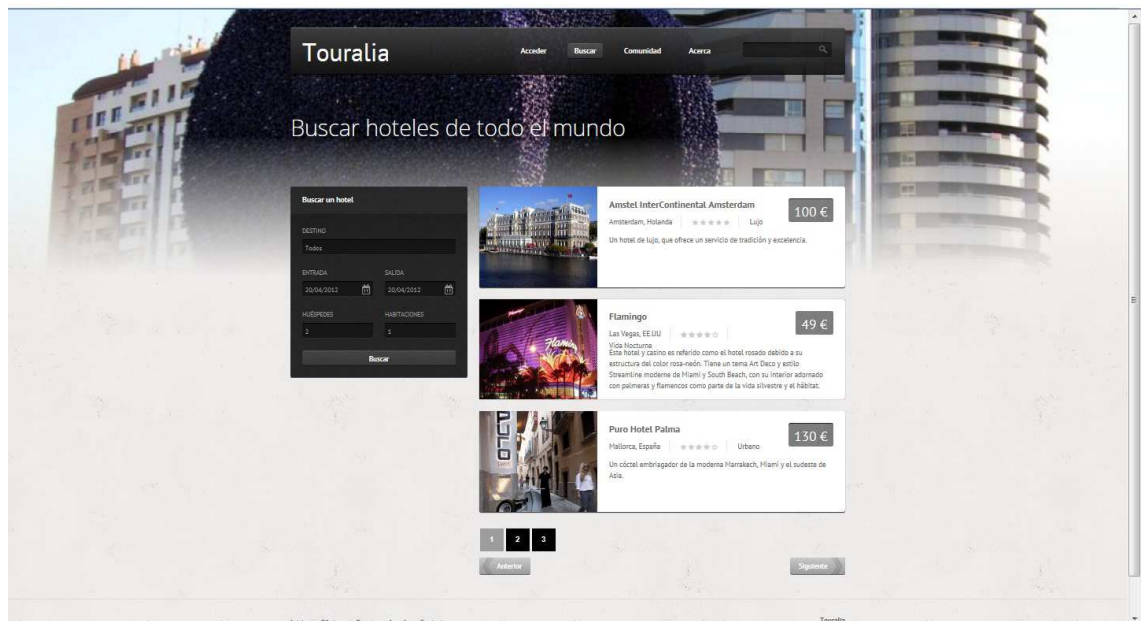 Touralia
Acceder Buscar Comunidad Acerca
Buscar hoteles de todo el mundo
Buscar un hotel
DESTINO
Todos
ENTRADA SALIDA
20/04/2012 20/04/2012
HUÉSPEDES HABITACIONES
2 1
Buscar
Amstel InterContinental Amsterdam
100 €
Amsterdam, Holanda Lujo
Un hotel de lujo, que ofrece un servicio de tradición y excelencia.
Flamingo
Flamingo
49 €
Las Vegas, EE.UU
Vida Nocturna
Este hotel y casino es referido como el hotel rosado debido a su
estructura del color rosa-neón. Tiene un tema Art Deco y estilo
Streamline moderne de Miami y South Beach, con su interior adornado
con palmeras y flamencos como parte de la vida silvestre y el hábitat.
PURO
Puro Hotel Palma
130 €
Mallorca, España Urbano
Un cóctel embriagador de la moderna Marrakech, Miami y el sudeste de
Asia.
1 2 3
Anterior Siguiente
Touralia